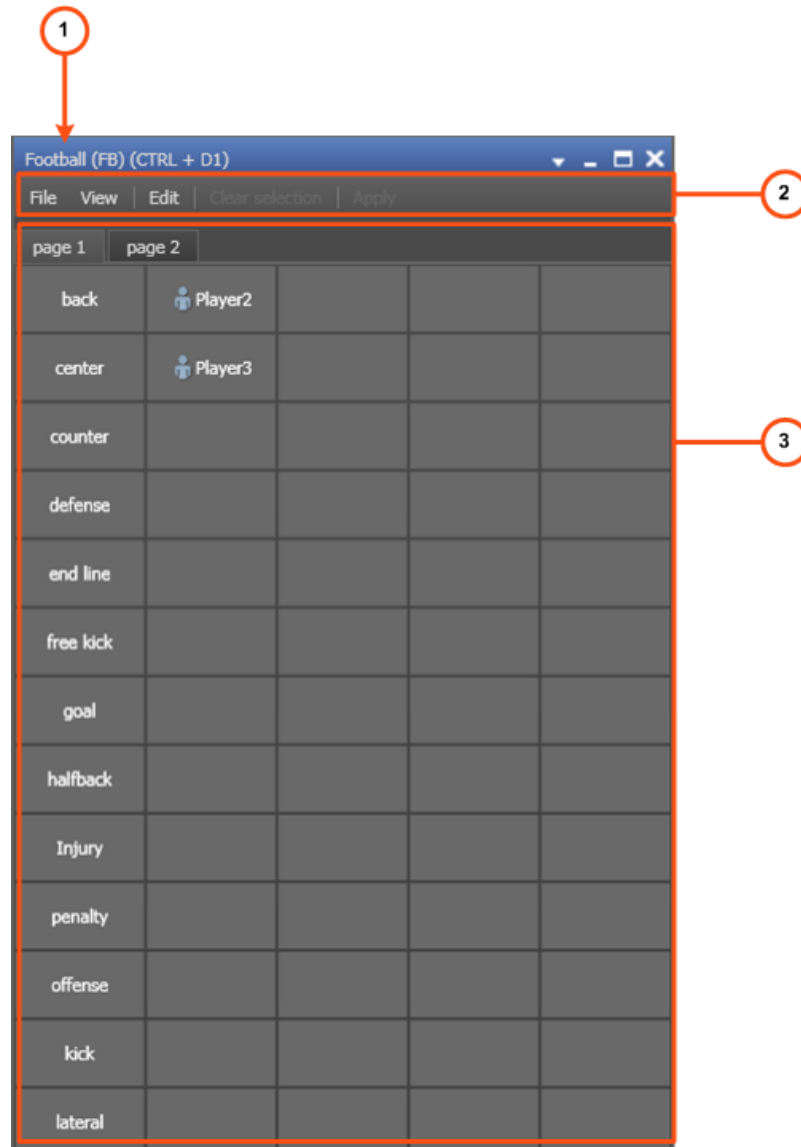 1
Football (FB) (CTRL + D1)
File View Edit Clear selection Apply
2
page 1 page 2
back Player2
center Player3
counter
3
defense
end line
free kick
goal
halfback
Injury
penalty
offense
kick
lateral